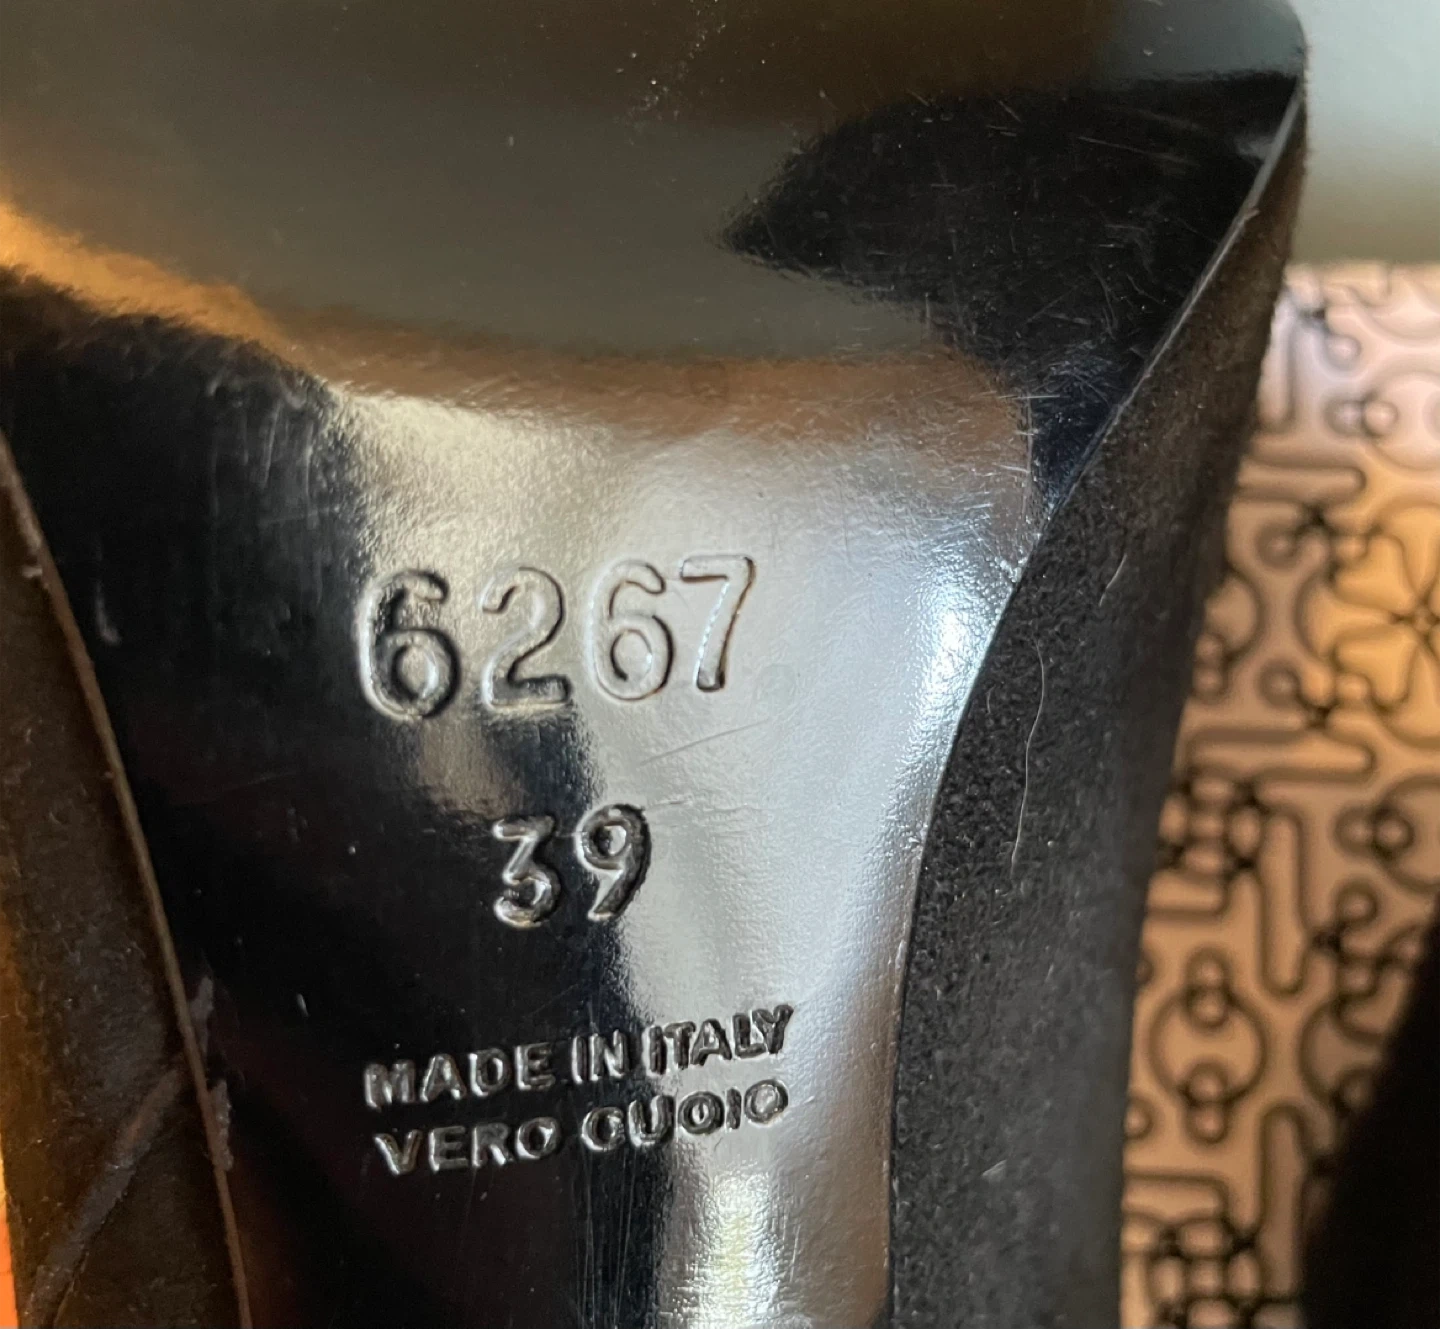 6267
39
MADE IN ITALY
VERO CUOIO